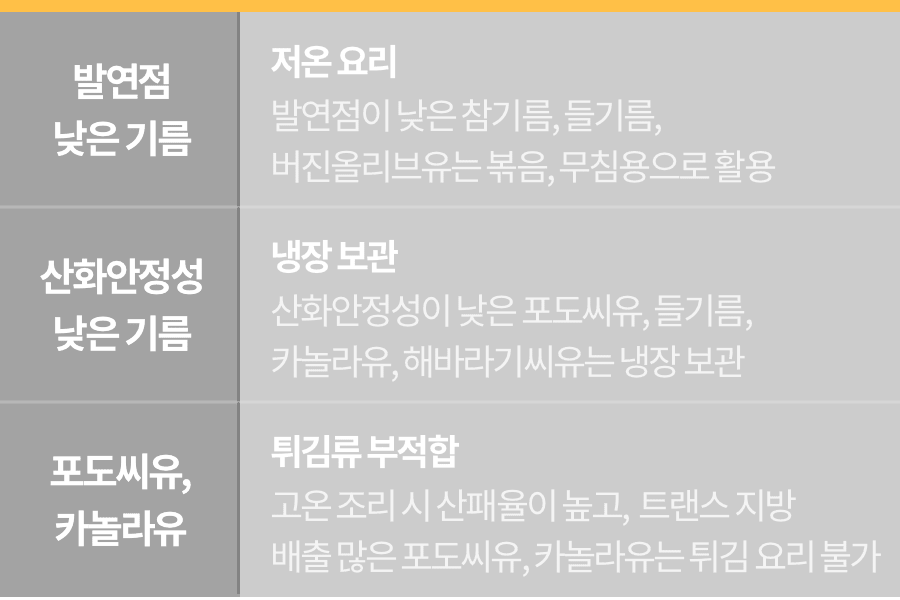 발연점
낮은 기름
저온 요리
발연점이 낮은 참기름, 들기름,
버진올리브유는 볶음, 무침용으로 활용
산화안정성
낮은 기름
냉장 보관
산화안정성이 낮은 포도씨유, 들기름,
카놀라유, 해바라기씨유는 냉장 보관
포도씨유,
카놀라유
튀김류 부적합
고온 조리 시 산패율이 높고, 트랜스 지방
배출 많은 포도씨유, 카놀라유는 튀김 요리 불가